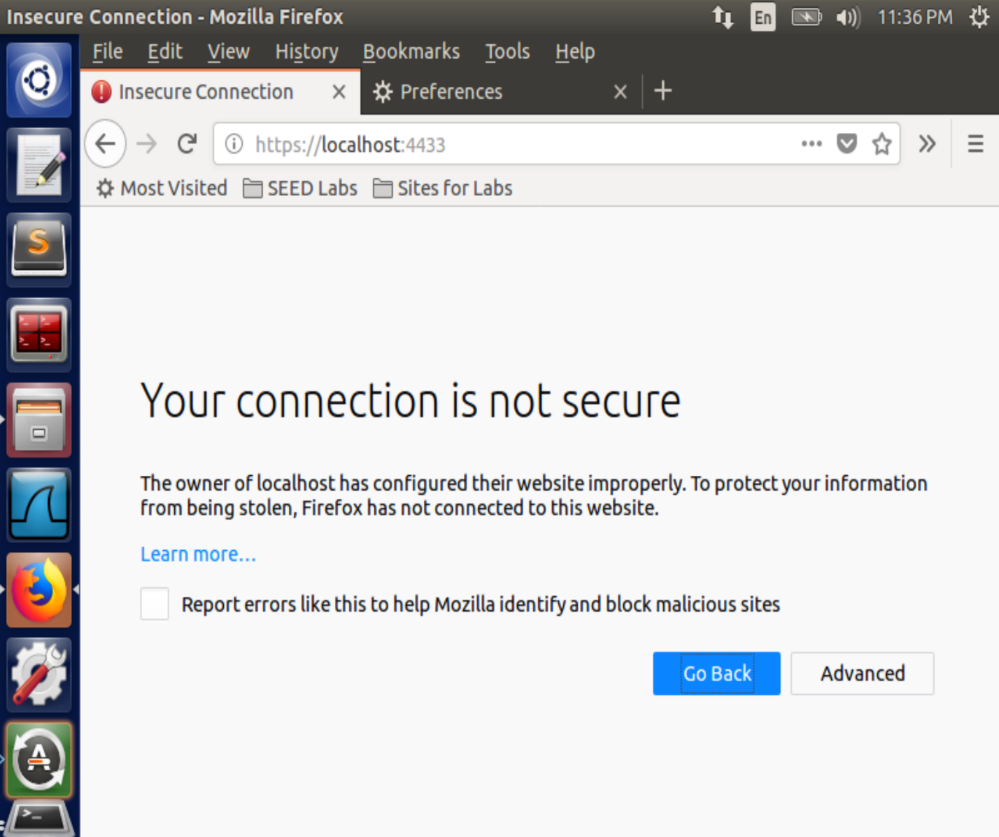 Insecure Connection - Mozilla Firefox En 11:36 PM
File Edit View History Bookmarks Tools Help
Insecure Connection Preferences
https://localhost:4433
Most Visited SEED Labs Sites for Labs
Your connection is not secure
The owner of localhost has configured their website improperly. To protect your information
from being stolen, Firefox has not connected to this website.
Learn more…
Report errors like this to help Mozilla identify and block malicious sites
Go Back Advanced